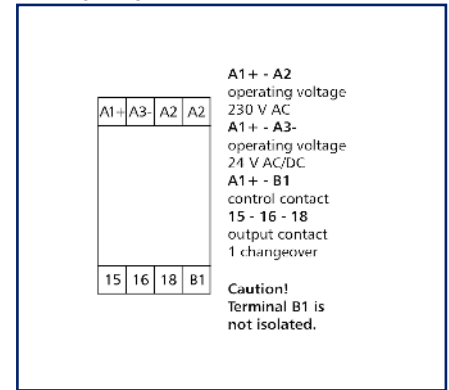 A1+ A3- A2 A2
15 16 18 B1
A1+ - A2
operating voltage
230 V AC
A1+ - A3-
operating voltage
24 V AC/DC
A1+ - B1
control contact
15 - 16 - 18
output contact
1 changeover
Caution!
Terminal B1 is
not isolated.